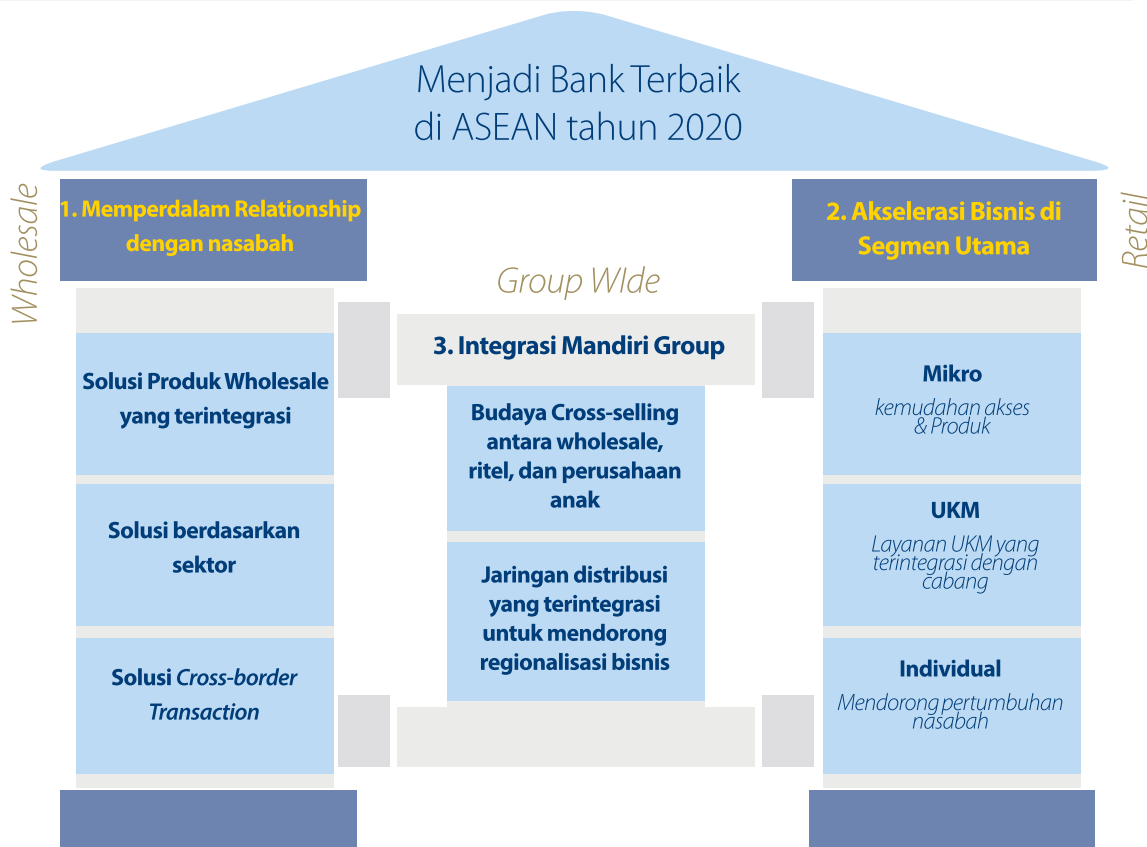 Menjadi Bank Terbaik
di ASEAN tahun 2020
Wholesale
1. Memperdalam Relationship
dengan nasabah
Solusi Produk Wholesale
yang terintegrasi
Solusi berdasarkan
sektor
Solusi Cross-border
Transaction
Group WIde
3. Integrasi Mandiri Group
Budaya Cross-selling
antara wholesale,
ritel, dan perusahaan
anak
Jaringan distribusi
yang terintegrasi
untuk mendorong
regionalisasi bisnis
Retail
2. Akselerasi Bisnis di
Segmen Utama
Mikro
kemudahan akses
& Produk
UKM
Layanan UKM yang
terintegrasi dengan
cabang
Individual
Mendorong pertumbuhan
nasabah